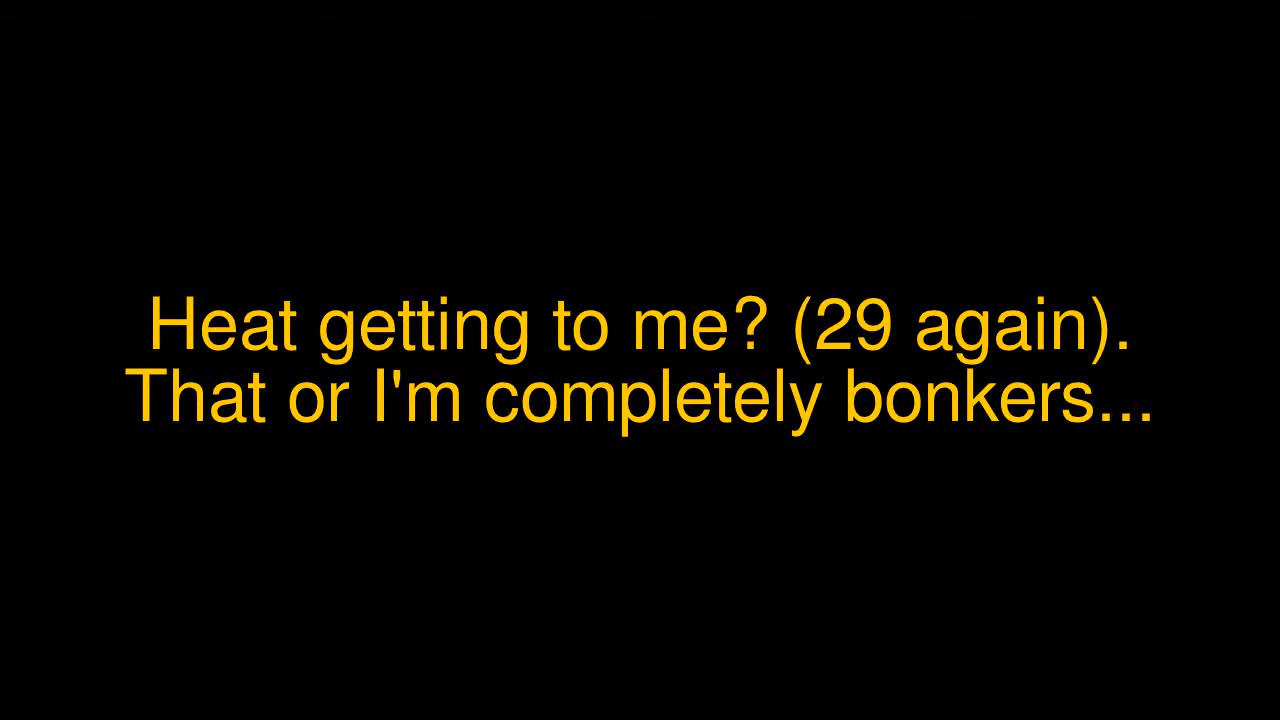 Heat getting to me? (29 again).
That or I'm completely bonkers...